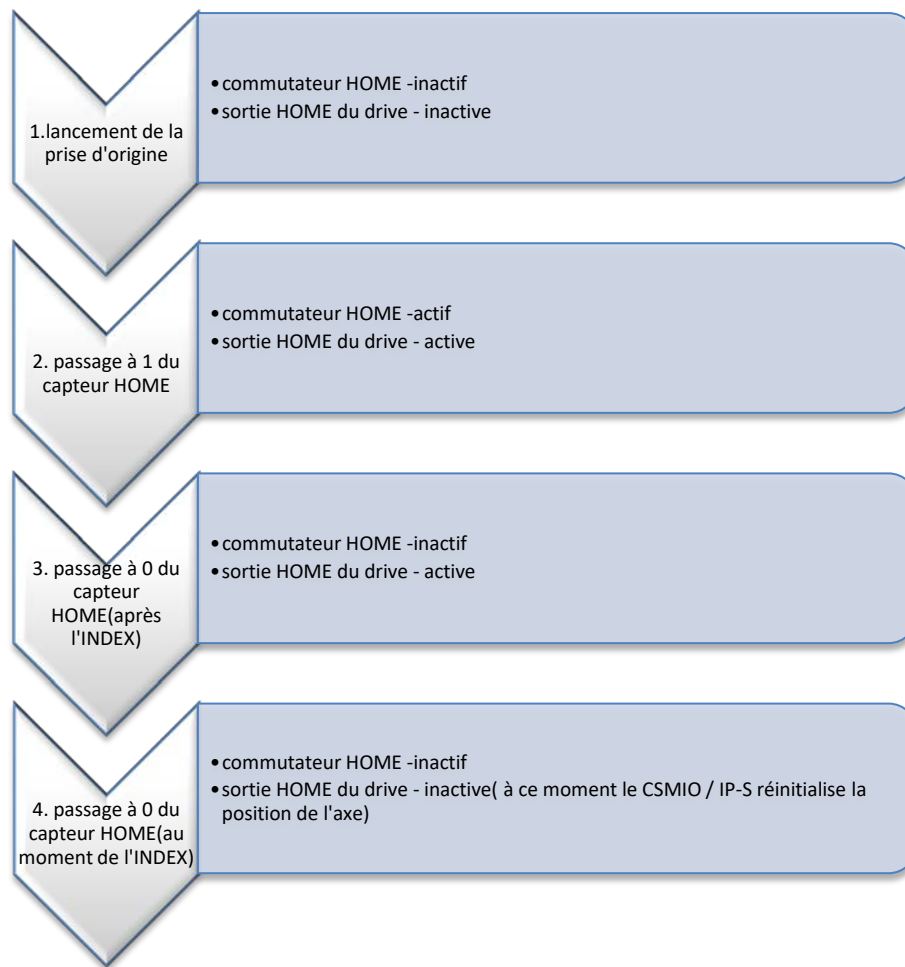 1.lancement de la
prise d'origine
•commutateur HOME -inactif
•sortie HOME du drive - inactive
2. passage à 1 du
capteur HOME
•commutateur HOME -actif
•sortie HOME du drive - active
3. passage à 0 du
capteur
HOME(après
l'INDEX)
•commutateur HOME -inactif
•sortie HOME du drive - active
4. passage à 0 du
capteur HOME(au
moment de l'INDEX)
•commutateur HOME -inactif
•sortie HOME du drive - inactive( à ce moment le CSMIO / IP-S réinitialise la
position de l'axe)